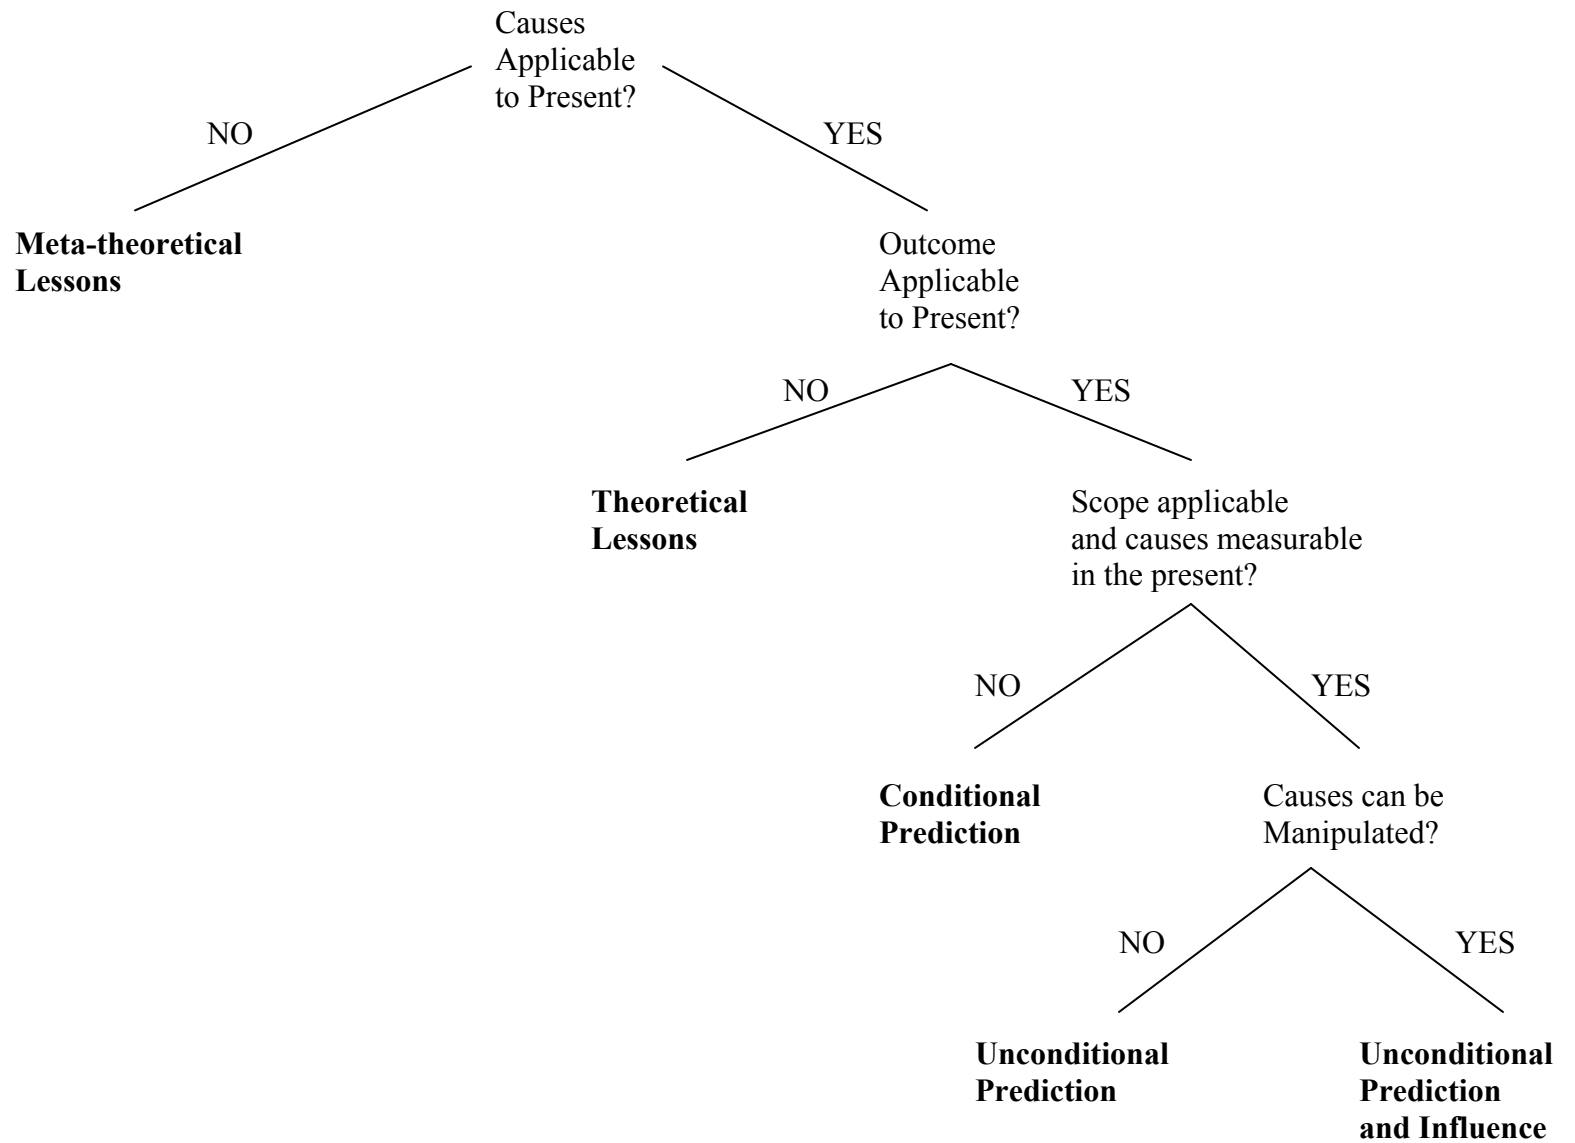 Causes
Applicable
to Present?
NO
YES
Meta-theoretical
Lessons
Outcome
Applicable
to Present?
NO
YES
Theoretical
Lessons
Scope applicable
and causes measurable
in the present?
NO
YES
Conditional
Prediction
Causes can be
Manipulated?
NO
YES
Unconditional
Prediction
Unconditional
Prediction
and Influence